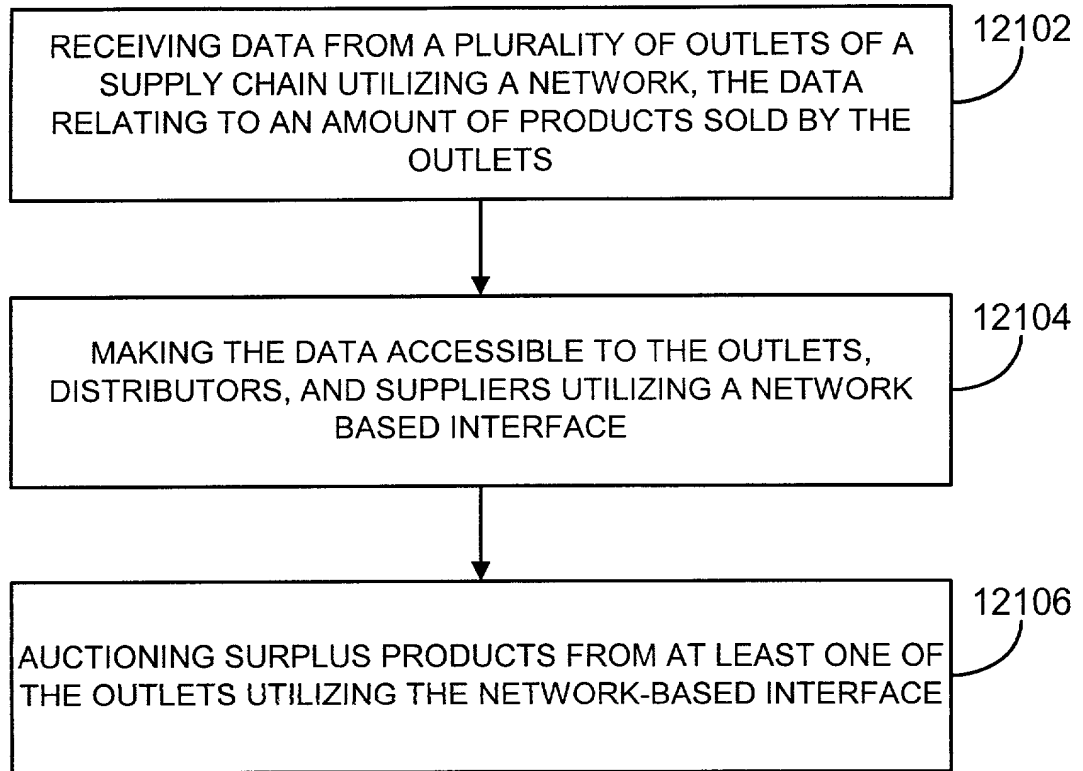 RECEIVING DATA FROM A PLURALITY OF OUTLETS OF A
SUPPLY CHAIN UTILIZING A NETWORK, THE DATA
RELATING TO AN AMOUNT OF PRODUCTS SOLD BY THE
OUTLETS
12102
MAKING THE DATA ACCESSIBLE TO THE OUTLETS,
DISTRIBUTORS, AND SUPPLIERS UTILIZING A NETWORK
BASED INTERFACE
12104
AUCTIONING SURPLUS PRODUCTS FROM AT LEAST ONE OF
THE OUTLETS UTILIZING THE NETWORK-BASED INTERFACE
12106